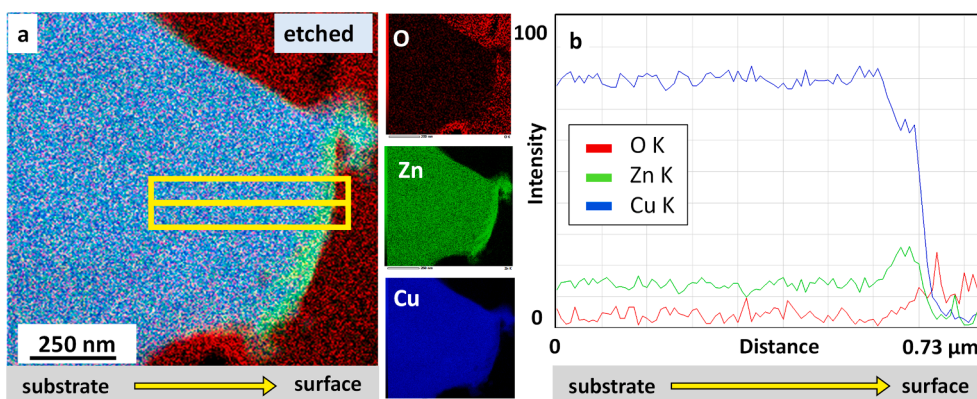 a
etched
250 nm
substrate
surface
O
Zn
Cu
100
b
Intensity
O K
Zn K
Cu K
0
0
Distance
0.73 µm
substrate
surface